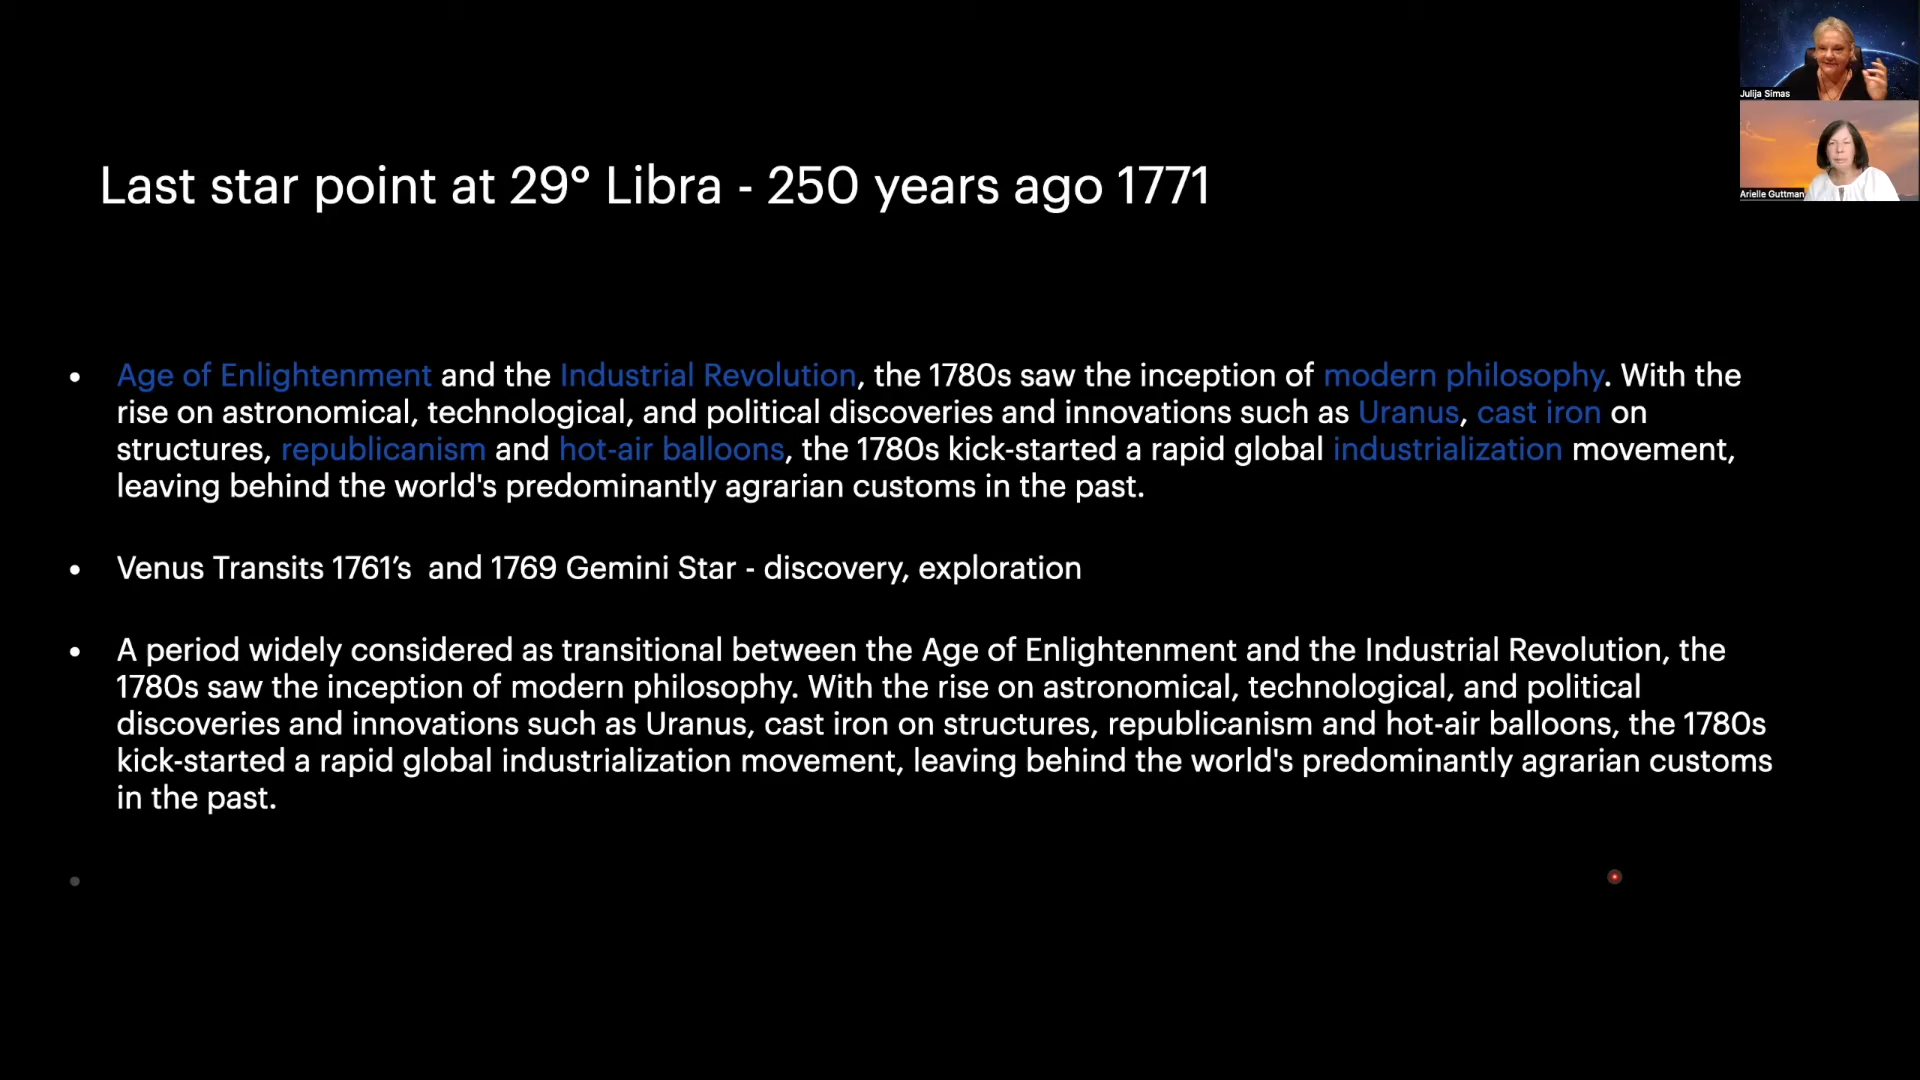 Julija Simas
Arielle Guttman
Last star point at 29° Libra - 250 years ago 1771
• Age of Enlightenment and the Industrial Revolution, the 1780s saw the inception of modern philosophy. With the
rise on astronomical, technological, and political discoveries and innovations such as Uranus, cast iron on
structures, republicanism and hot-air balloons, the 1780s kick-started a rapid global industrialization movement,
leaving behind the world's predominantly agrarian customs in the past.
• Venus Transits 1761’s  and 1769 Gemini Star - discovery, exploration
• A period widely considered as transitional between the Age of Enlightenment and the Industrial Revolution, the
1780s saw the inception of modern philosophy. With the rise on astronomical, technological, and political
discoveries and innovations such as Uranus, cast iron on structures, republicanism and hot-air balloons, the 1780s
kick-started a rapid global industrialization movement, leaving behind the world's predominantly agrarian customs
in the past.
•